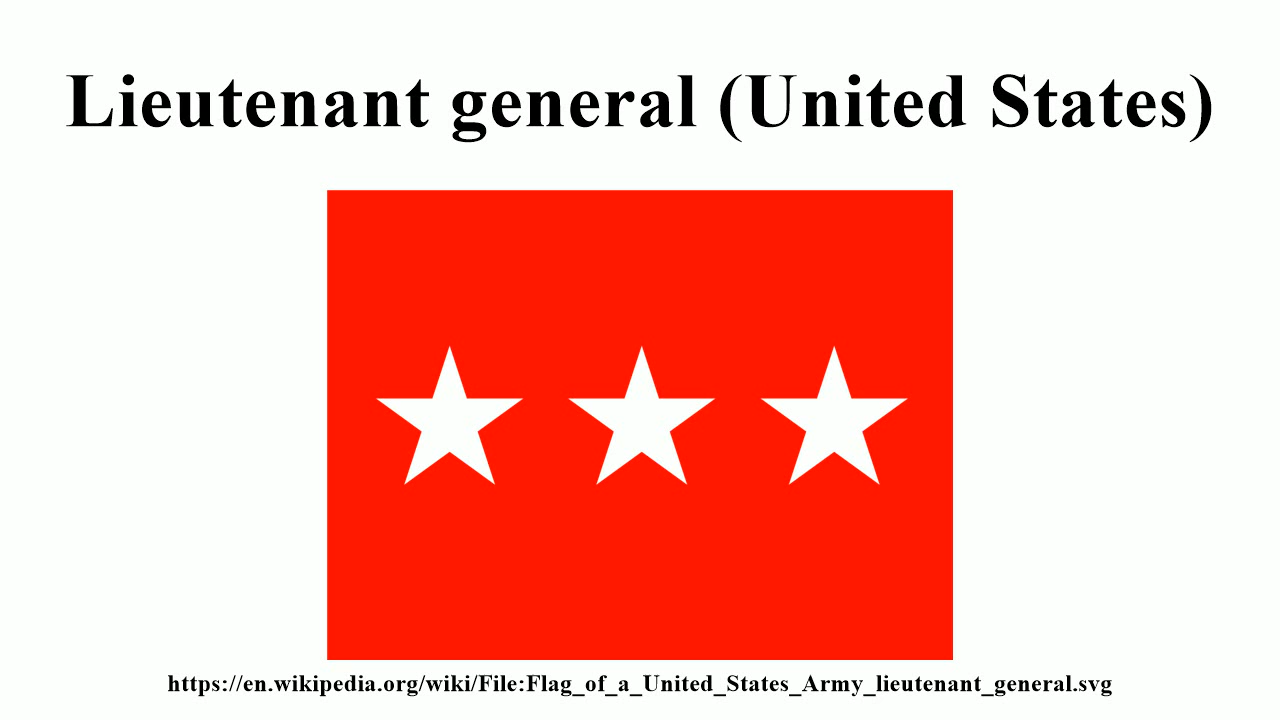 Lieutenant general (United States)
https://en.wikipedia.org/wiki/File:Flag_of_a_United_States_Army_lieutenant_general.svg